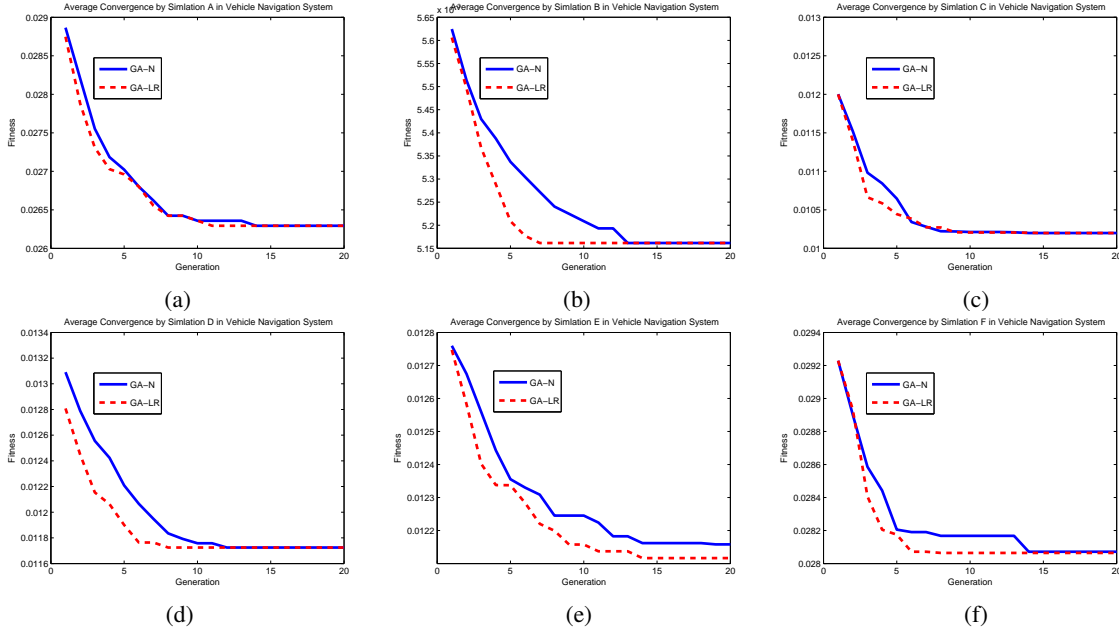 Average Convergence by Simlation A in Vehicle Navigation System
0.029
0.0285
0.028
0.0275
0.027
0.0265
0.026
Fitness
GA−N
GA−LR
0 5 10 15 20
Generation
(a)
Average Convergence by Simlation B in Vehicle Navigation System
x 10
5.65
5.6
5.55
5.5
5.45
5.4
5.35
5.3
5.25
5.2
5.15
Fitness
GA−N
GA−LR
0 5 10 15 20
Generation
(b)
Average Convergence by Simlation C in Vehicle Navigation System
0.013
0.0125
0.012
0.0115
0.011
0.0105
0.01
Fitness
GA−N
GA−LR
0 5 10 15 20
Generation
(c)
Average Convergence by Simlation D in Vehicle Navigation System
0.0134
0.0132
0.013
0.0128
0.0126
0.0124
0.0122
0.012
0.0118
0.0116
Fitness
GA−N
GA−LR
0 5 10 15 20
Generation
(d)
Average Convergence by Simlation E in Vehicle Navigation System
0.0128
0.0127
0.0126
0.0125
0.0124
0.0123
0.0122
Fitness
GA−N
GA−LR
0 5 10 15 20
Generation
(e)
Average Convergence by Simlation F in Vehicle Navigation System
0.0294
0.0292
0.029
0.0288
0.0286
0.0284
0.0282
0.028
Fitness
GA−N
GA−LR
0 5 10 15 20
Generation
(f)